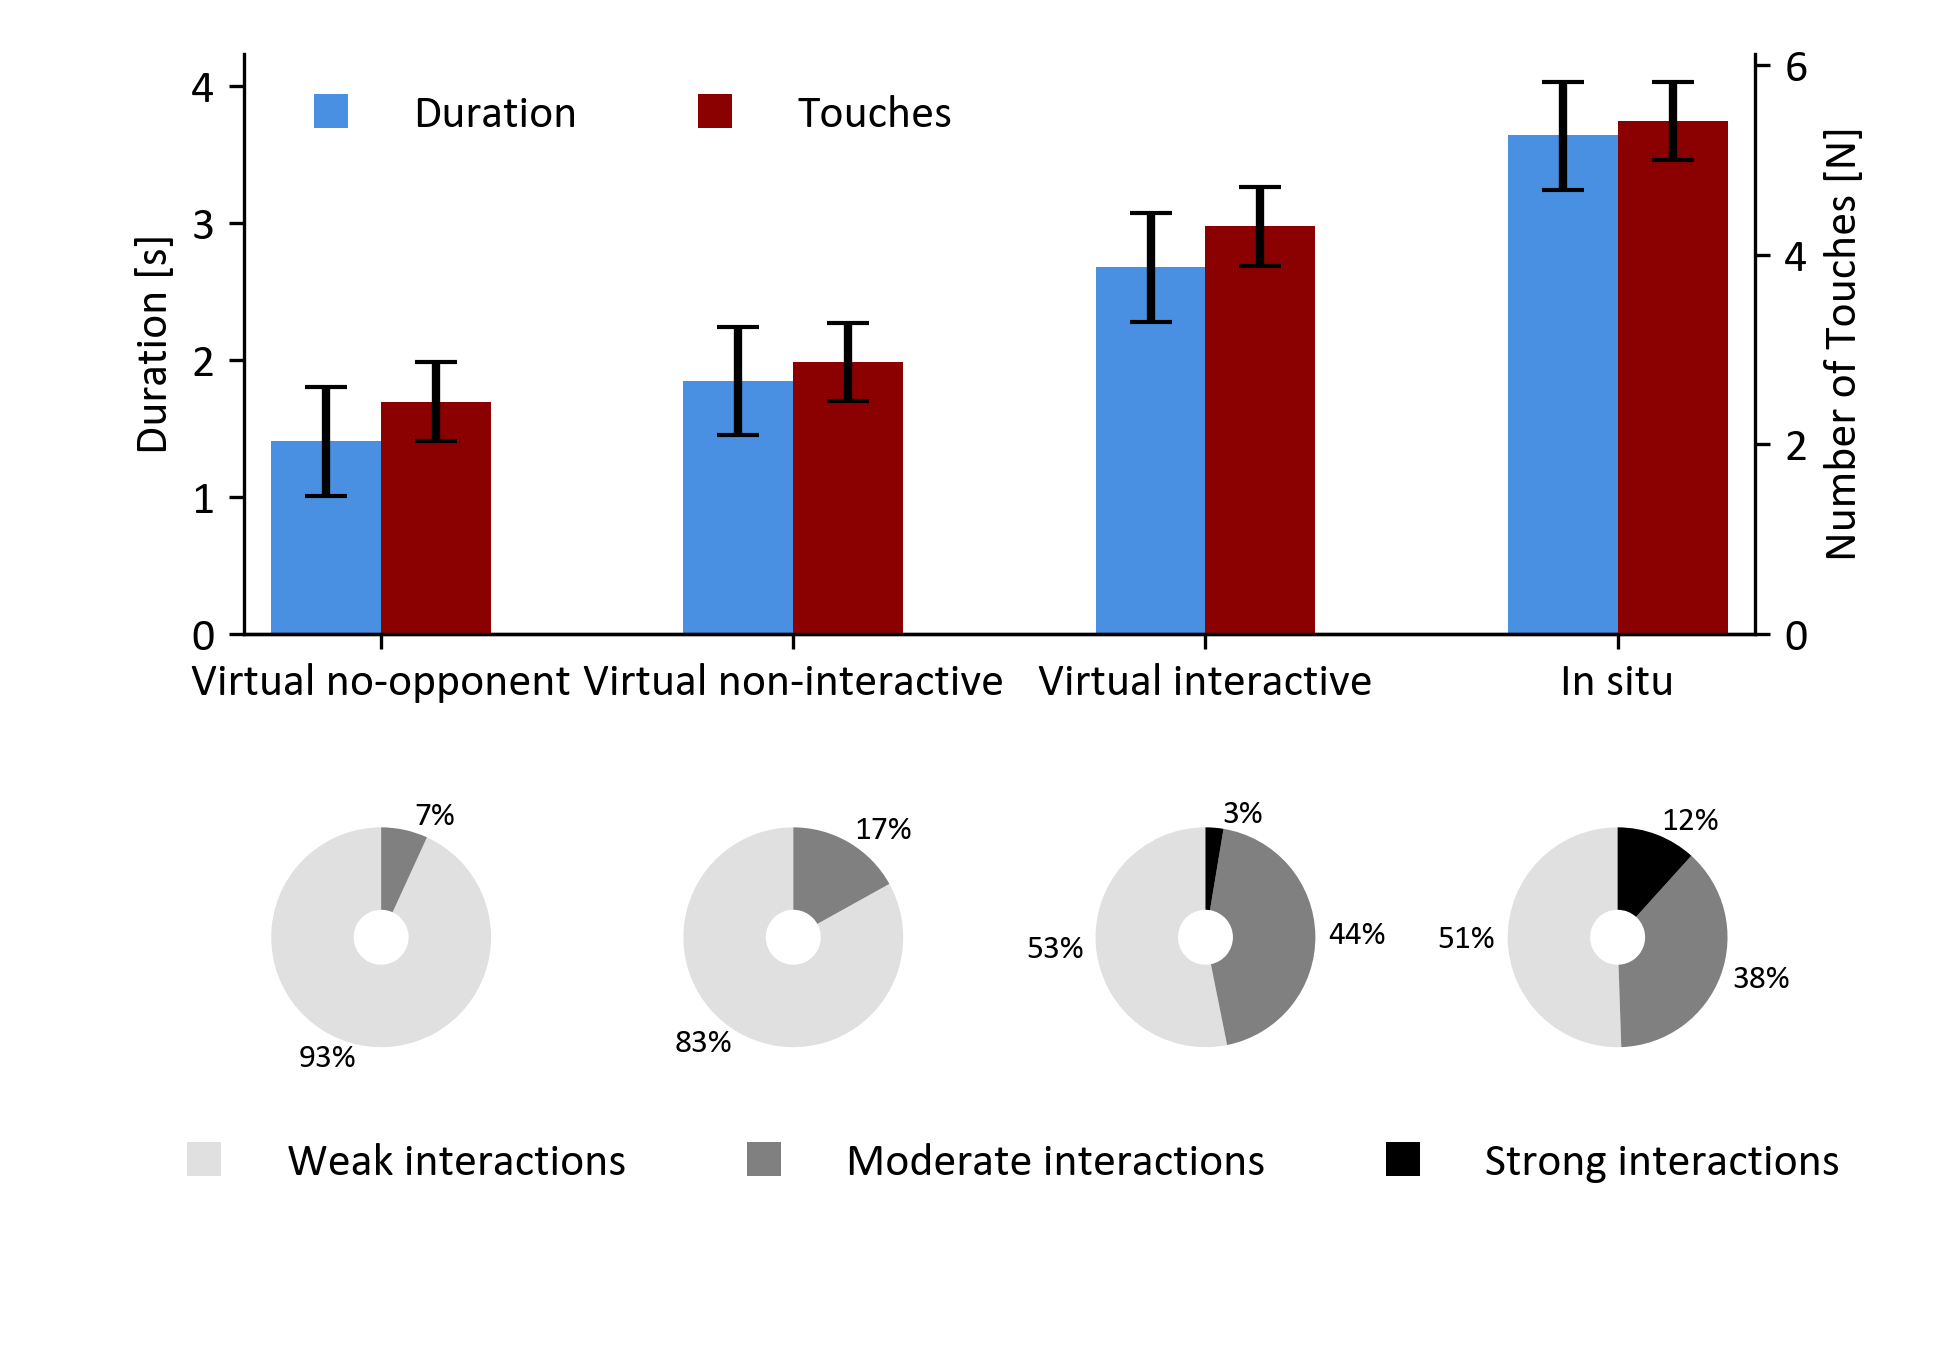 Duration Touches
4
3
2
1
0
Duration [s]
6
4
2
0
Number of Touches [N]
Virtual no-opponent Virtual non-interactive Virtual interactive In situ
7% 17% 3% 12%
53% 44% 51% 38%
93% 83%
Weak interactions Moderate interactions Strong interactions